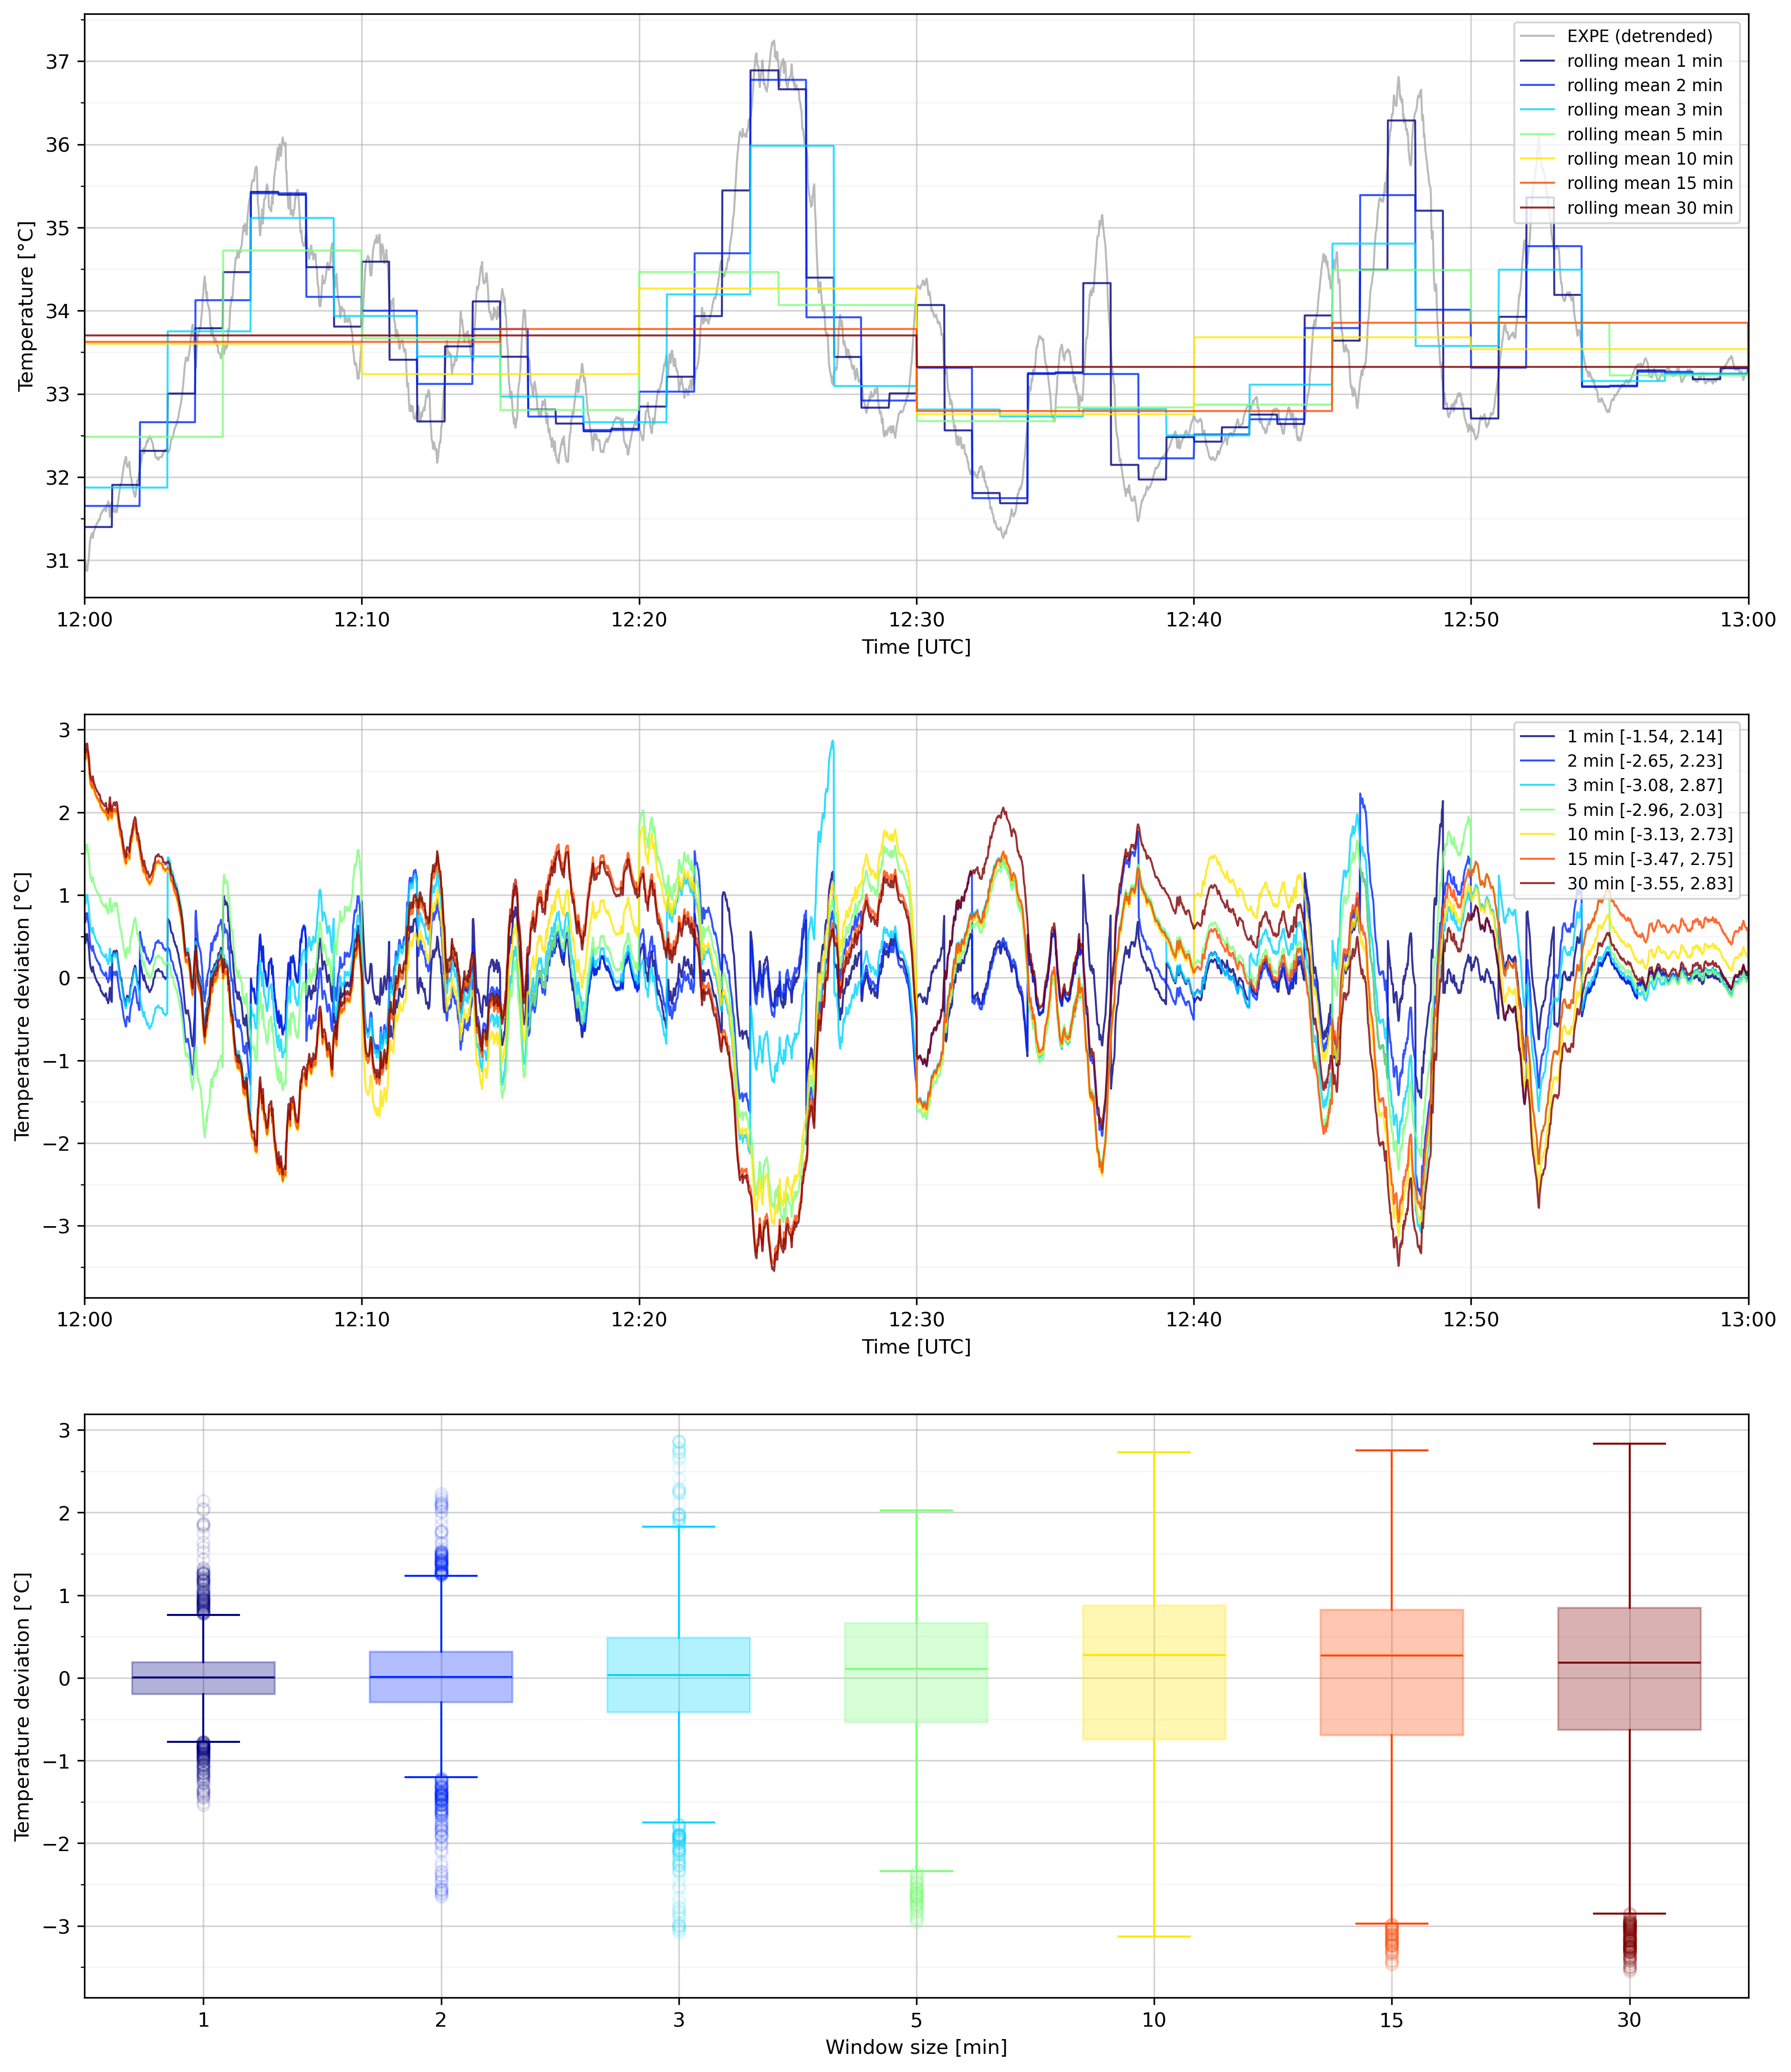 37
36
35
34
33
32
31
Temperature [°C]
EXPE (detrended)
rolling mean 1 min
rolling mean 2 min
rolling mean 3 min
rolling mean 5 min
rolling mean 10 min
rolling mean 15 min
rolling mean 30 min
12:00 12:10 12:20 12:30 12:40 12:50 13:00
Time [UTC]
3
2
1
0
−1
−2
−3
Temperature deviation [°C]
1 min [-1.54, 2.14]
2 min [-2.65, 2.23]
3 min [-3.08, 2.87]
5 min [-2.96, 2.03]
10 min [-3.13, 2.73]
15 min [-3.47, 2.75]
30 min [-3.55, 2.83]
12:00 12:10 12:20 12:30 12:40 12:50 13:00
Time [UTC]
3
2
1
0
−1
−2
−3
Temperature deviation [°C]
1 2 3 5 10 15 30
Window size [min]